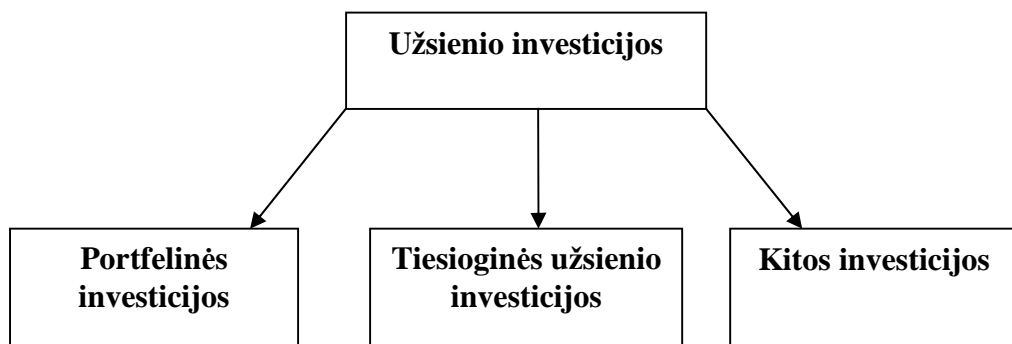 Užsienio investicijos
Portfelinės
investicijos
Tiesioginės užsienio
investicijos
Kitos investicijos